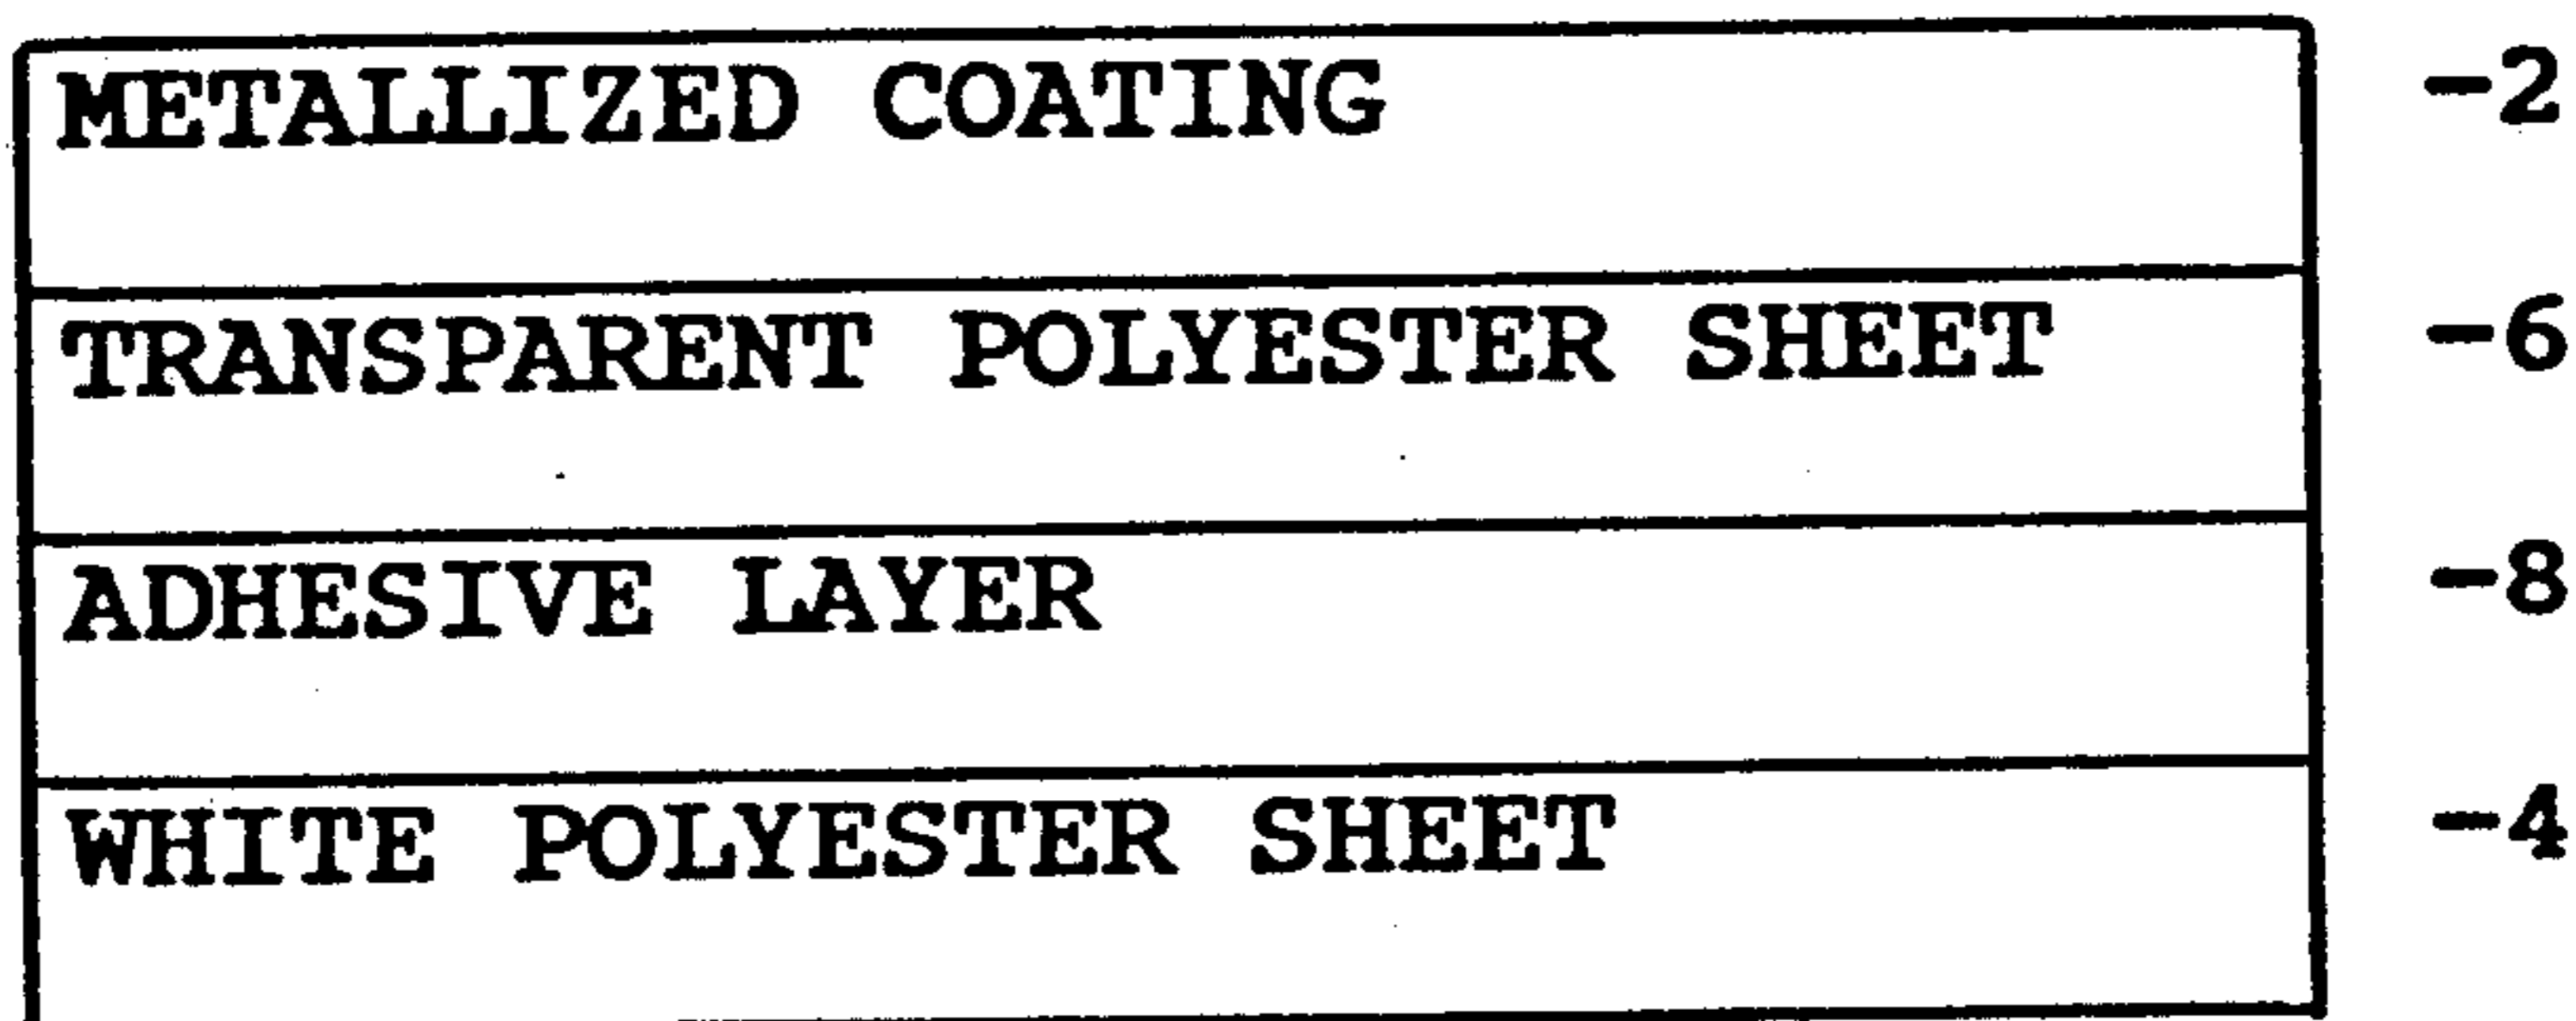 METALLIZED COATING -2
TRANSPARENT POLYESTER SHEET -6
ADHESIVE LAYER -8
WHITE POLYESTER SHEET -4